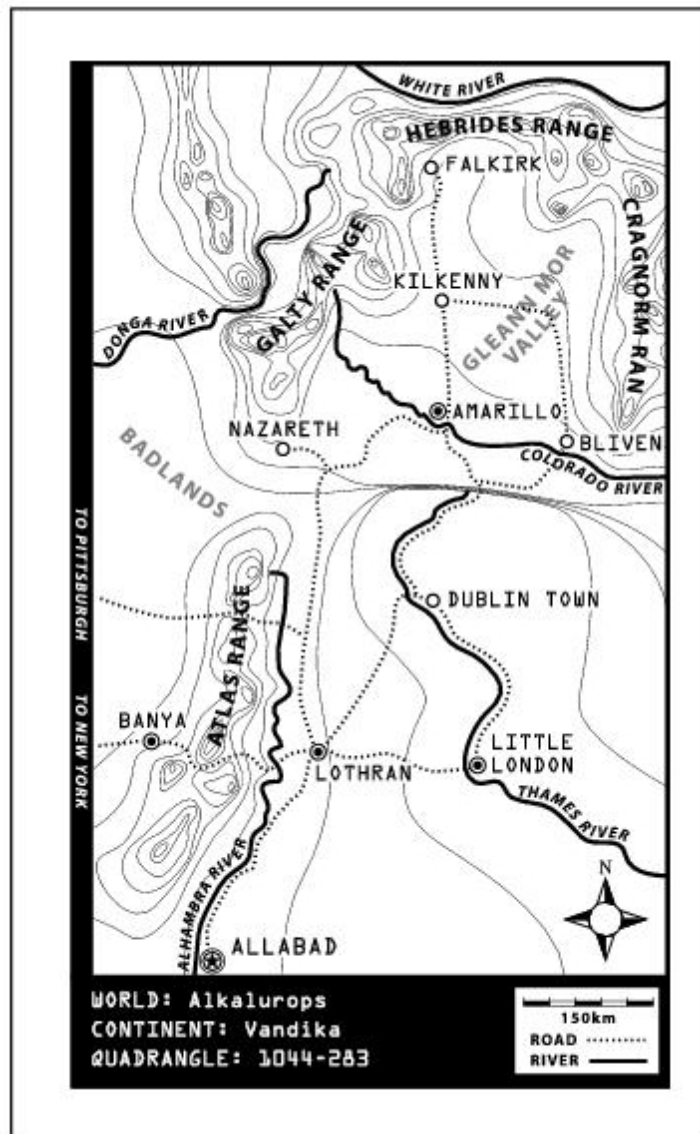 WHITE RIVER
HEBRIDES RANGE
FALKIRK
CRAGNORM RAN
GALTY RANGE
KILKENNY
GLEANN MOR
VALLEY
DONGA RIVER
AMARILLO
NAZARETH
BLIVEN
COLORADO RIVER
BADLANDS
TO PITTSBURGH
DUBLIN TOWN
ATLAS RANGE
TO NEW YORK
BANYA
LOTHRAN
LITTLE
LONDON
THAMES RIVER
ALHAMBRA RIVER
N
ALLABAD
WORLD: Alkalurops
CONTINENT: Vandika
QUADRANGLE: 1044-283
150km
ROAD
RIVER